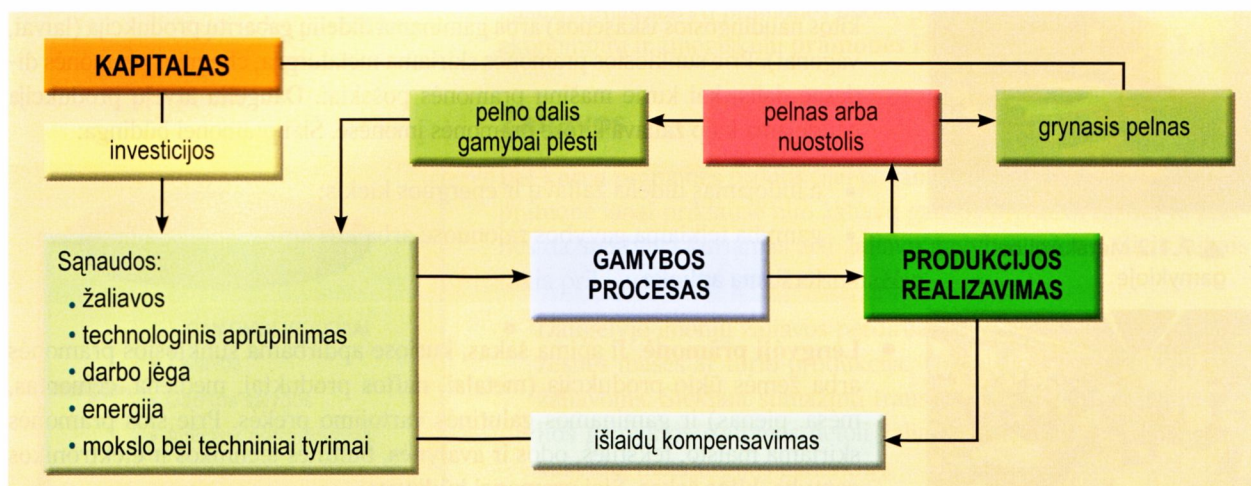 KAPITALAS
investicijos
pelno dalis
gamybai plėsti
pelnas arba
nuostolis
grynasis pelnas
Sąnaudos:
• žaliavos
• technologinis aprūpinimas
• darbo jėga
• energija
• mokslo bei techniniai tyrimai
GAMYBOS
PROCESAS
PRODUKCIJOS
REALIZAVIMAS
išlaidų kompensavimas